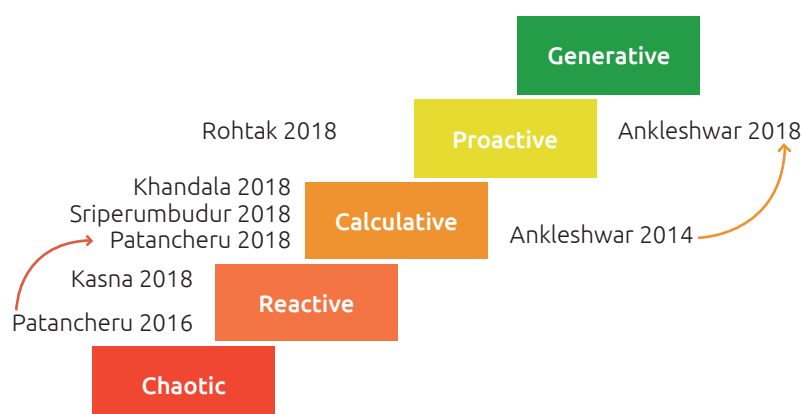 Generative
Rohtak 2018
Proactive
Ankleshwar 2018
Khandala 2018
Sriperumbudur 2018
Patancheru 2018
Calculative
Ankleshwar 2014
Kasna 2018
Patancheru 2016
Reactive
Chaotic